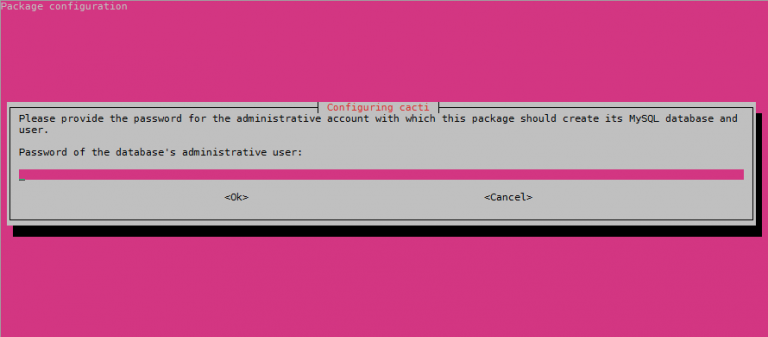 Package configuration
Configuring cacti
Please provide the password for the administrative account with which this package should create its MySQL database and
user.
Password of the database's administrative user:
<Ok> <Cancel>